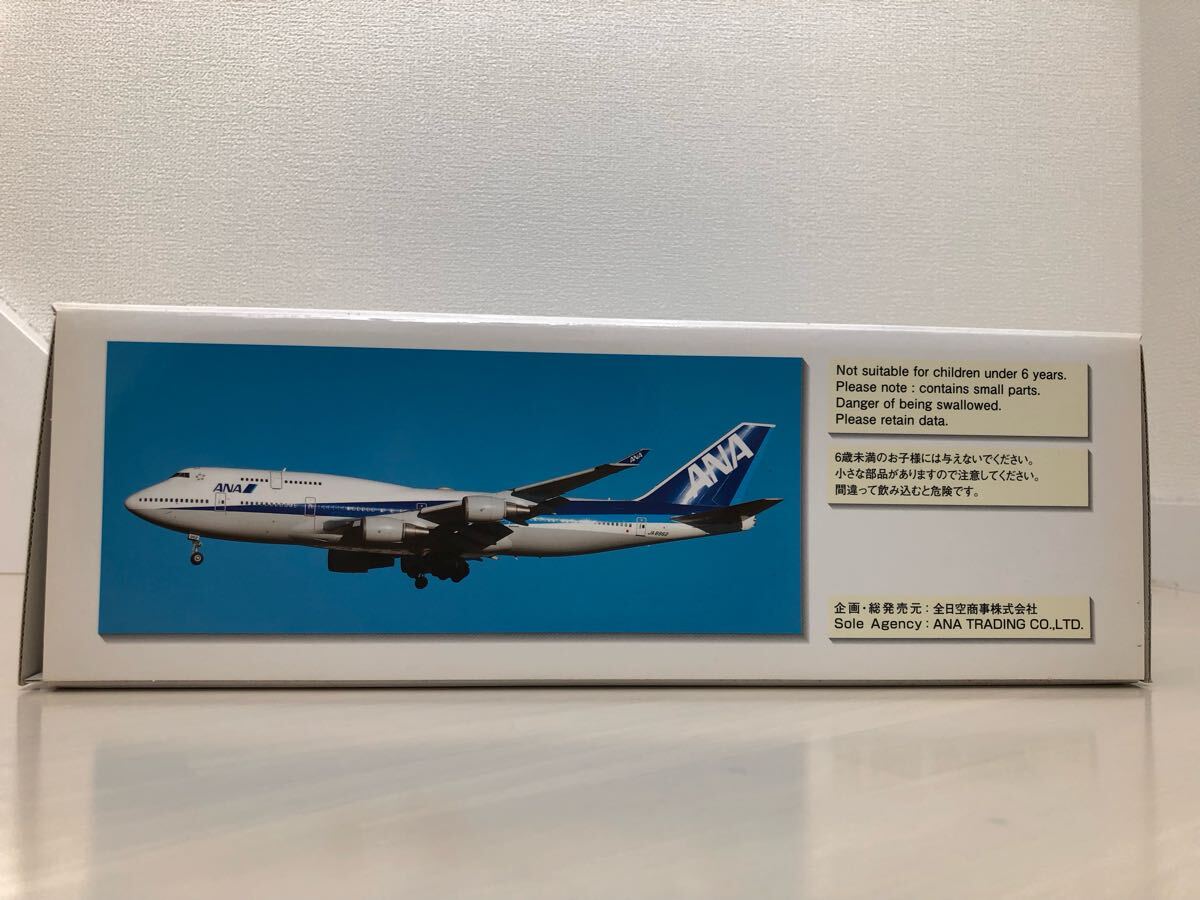 ANA
ANA
ANA
JA8962
Not suitable for children under 6 years.
Please note : contains small parts.
Danger of being swallowed.
Please retain data.
6歳未満のお子様には与えないでください。
小さな部品がありますので注意してください。
間違って飲み込むと危険です。
企画・総発売元：全日空商事株式会社
Sole Agency : ANA TRADING CO.,LTD.